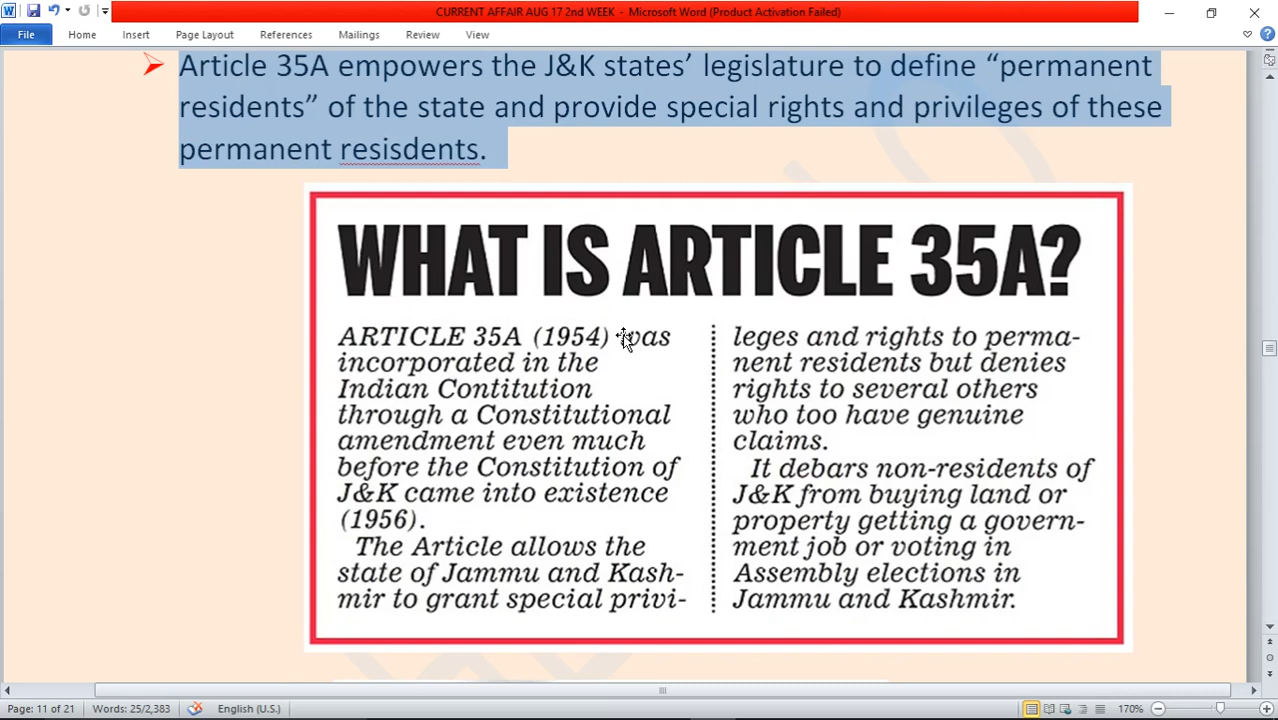 CURRENT AFFAIR AUG 17 2nd WEEK - Microsoft Word (Product Activation Failed)
File Home Insert Page Layout References Mailings Review View
Article 35A empowers the J&K states’ legislature to define “permanent
residents” of the state and provide special rights and privileges of these
permanent resisdents.
WHAT IS ARTICLE 35A?
ARTICLE 35A (1954) was
incorporated in the
Indian Contitution
through a Constitutional
amendment even much
before the Constitution of
J&K came into existence
(1956).
The Article allows the
state of Jammu and Kash-
mir to grant special privi-
leges and rights to perma-
nent residents but denies
rights to several others
who too have genuine
claims.
It debars non-residents of
J&K from buying land or
property getting a govern-
ment job or voting in
Assembly elections in
Jammu and Kashmir.
Page: 11 of 21 Words: 25/2,383 English (U.S.) 170%